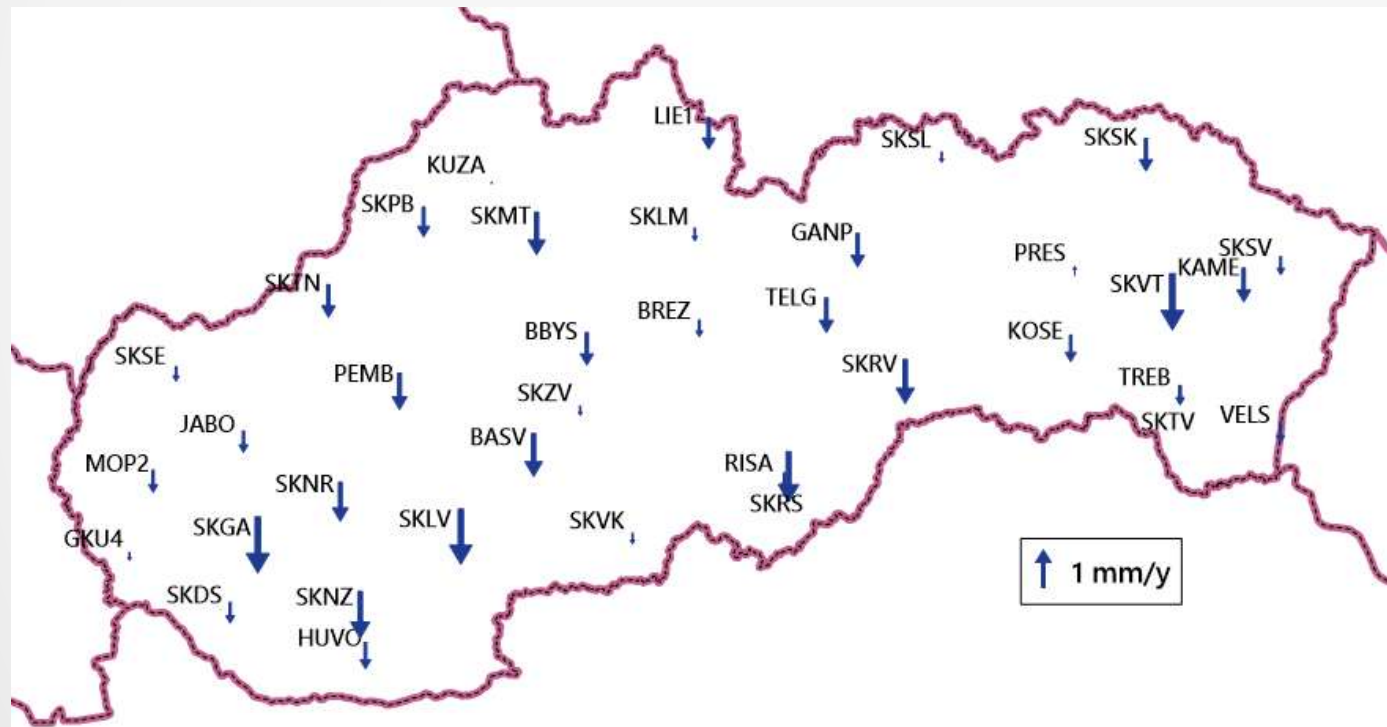 LIE1
SKSL
SKSK
KUZA
SKPB
SKMT
SKLM
GANP
PRES
SKSV
KAME
SKTN
SKVT
TELG
BREZ
BBYS
KOSE
SKSE
PEMB
SKRV
TREB
SKZV
SKTV
VELS
JABO
BASV
MOP2
RISA
SKNR
SKRS
SKGA
SKLV
SKVK
GKU4
1 mm/y
SKDS
SKNZ
HUVO